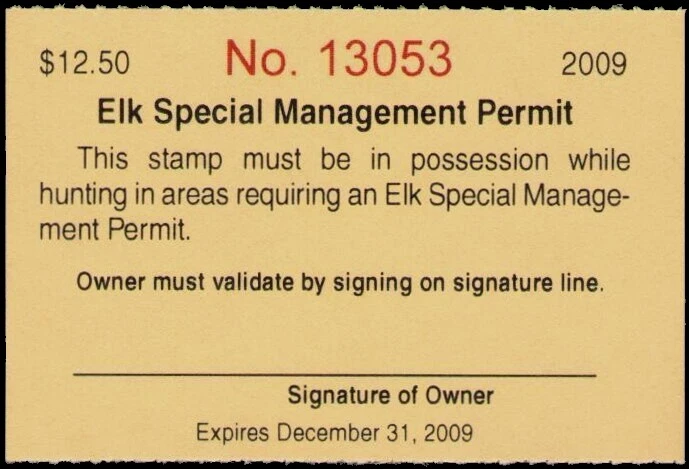 $12.50 No. 13053 2009
Elk Special Management Permit
This stamp must be in possession while
hunting in areas requiring an Elk Special Manage-
ment Permit.
Owner must validate by signing on signature line.
Signature of Owner
Expires December 31, 2009